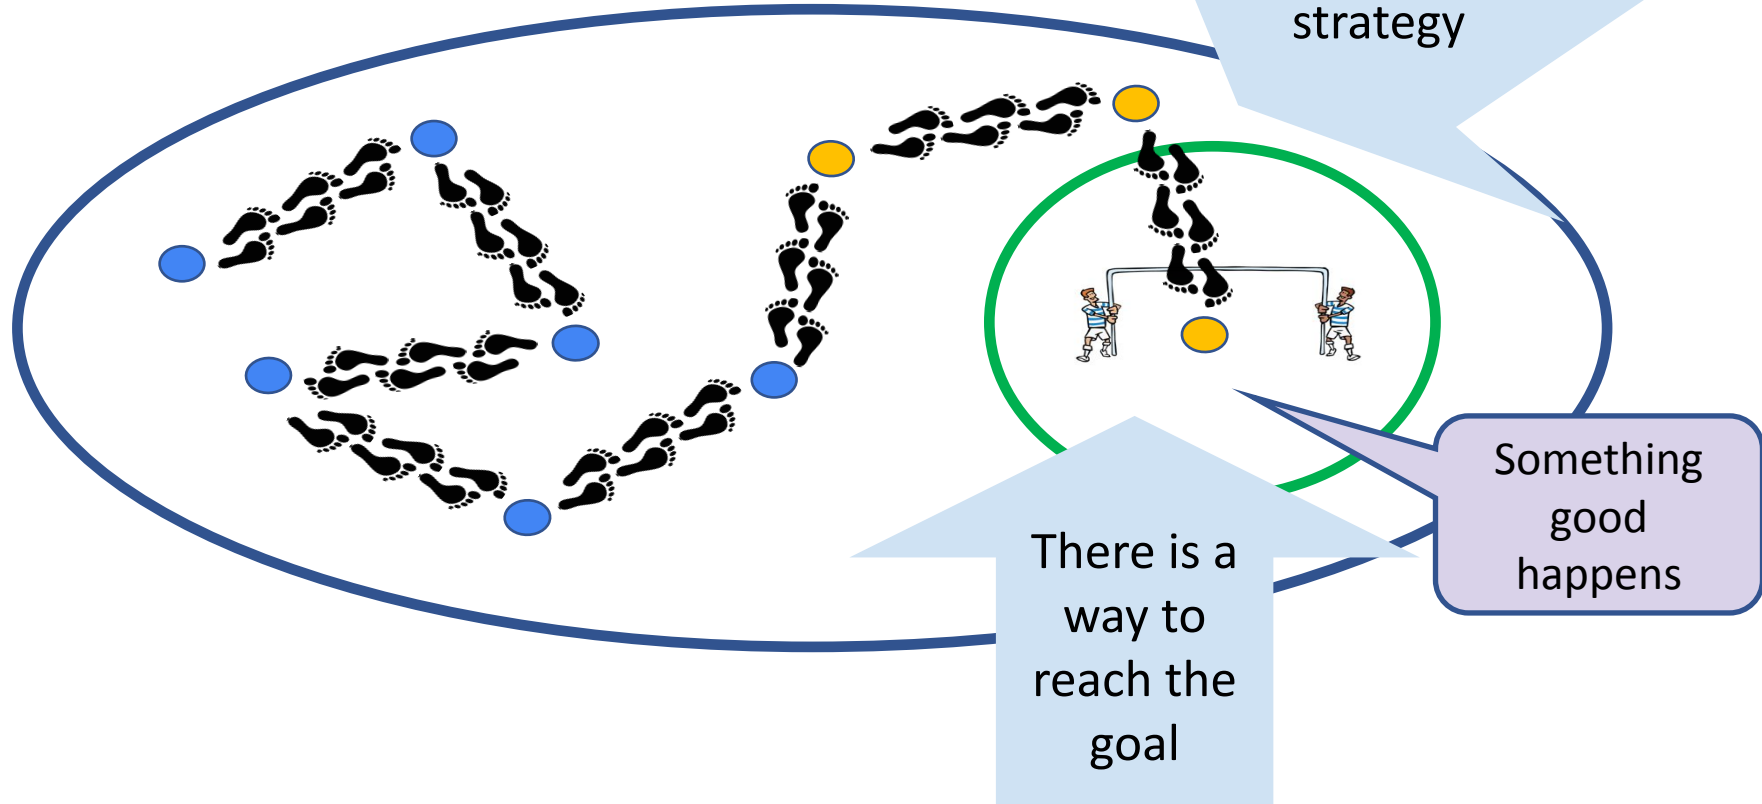 strategy
Something
good
happens
There is a
way to
reach the
goal